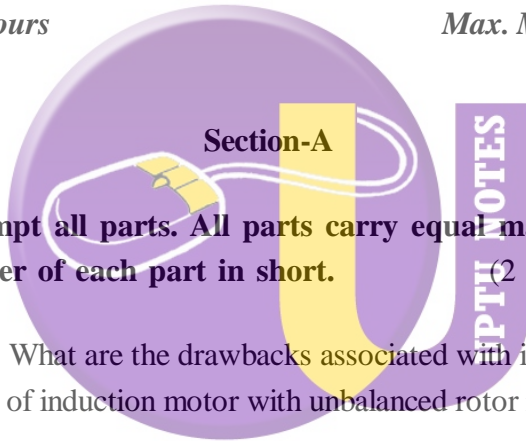 ours Max. M
Section-A
mpt all parts. All parts carry equal m
er of each part in short. (2
What are the drawbacks associated with i
of induction motor with unbalanced rotor
UPTU NOTES